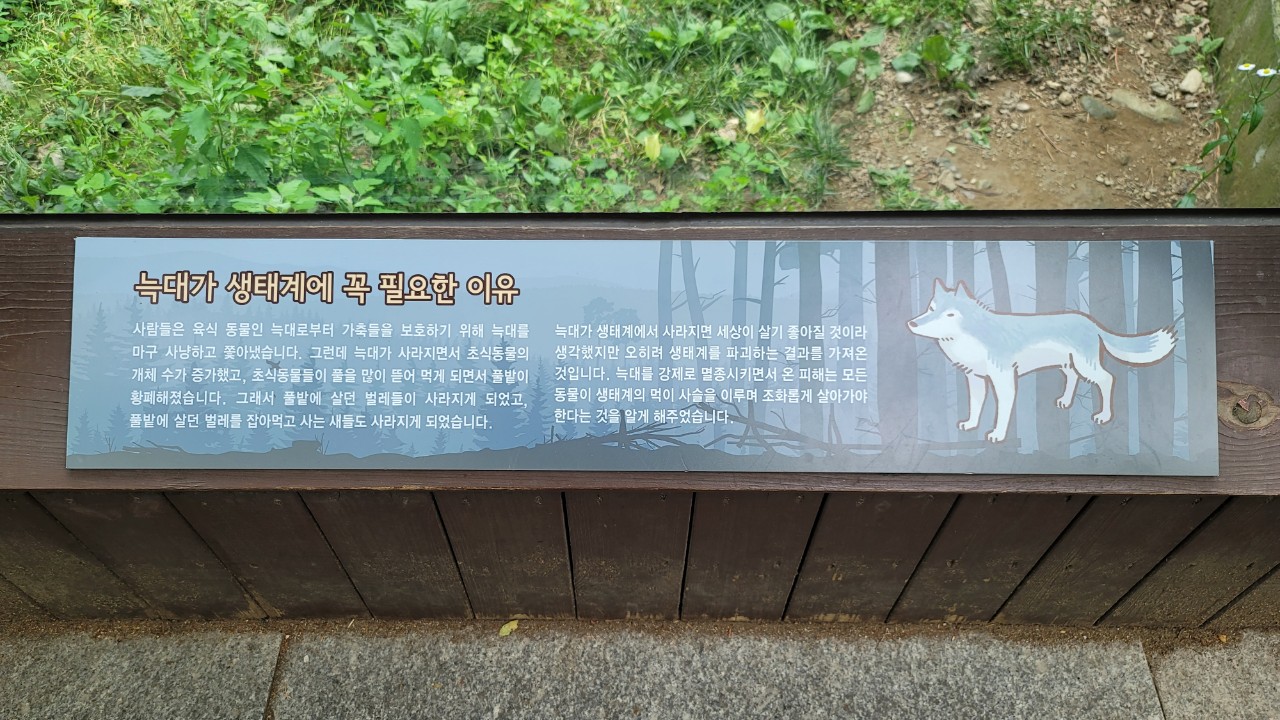 늑대가 생태계에 꼭 필요한 이유
사람들은 육식 동물인 늑대로부터 가축들을 보호하기 위해 늑대를
마구 사냥하고 쫓아냈습니다. 그런데 늑대가 사라지면서 초식동물의
개체 수가 증가했고, 초식동물들이 풀을 많이 뜯어 먹게 되면서 풀밭이
황폐해졌습니다. 그래서 풀밭에 살던 벌레들이 사라지게 되었고,
풀밭에 살던 벌레를 잡아먹고 사는 새들도 사라지게 되었습니다.
늑대가 생태계에서 사라지면 세상이 살기 좋아질 것이라
생각했지만 오히려 생태계를 파괴하는 결과를 가져온
것입니다. 늑대를 강제로 멸종시키면서 온 피해는 모든
동물이 생태계의 먹이 사슬을 이루며 조화롭게 살아가야
한다는 것을 알게 해주었습니다.